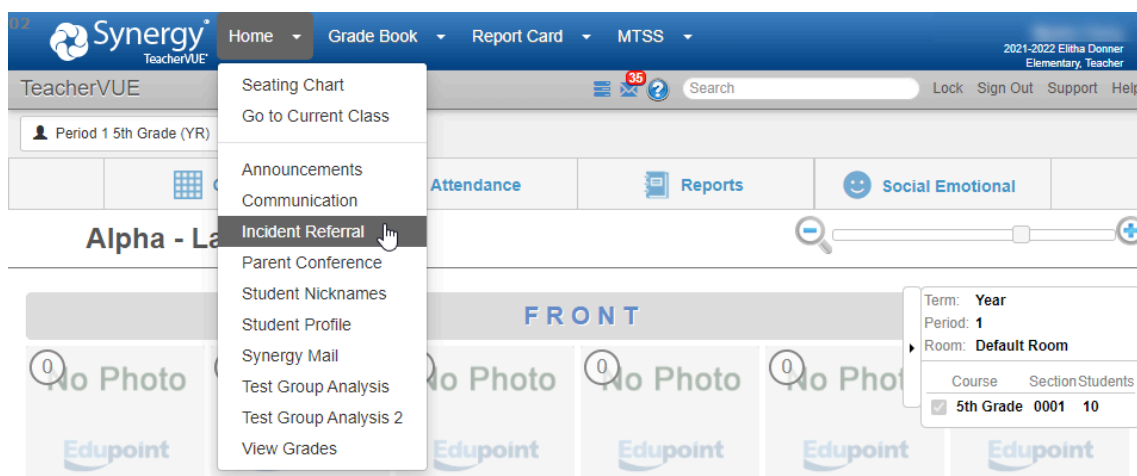 02
Synergy
TeacherVUE
Home
Grade Book
Report Card
MTSS
2021-2022 Elitha Donner
Elementary, Teacher
TeacherVUE
35
?
Search
Lock Sign Out Support Help
Period 1 5th Grade (YR)
Seating Chart
Go to Current Class
Announcements
Communication
Incident Referral
Parent Conference
Student Nicknames
Student Profile
Synergy Mail
Test Group Analysis
Test Group Analysis 2
View Grades
Attendance
Reports
Social Emotional
Alpha - La
FRONT
Term: Year
Period: 1
Room: Default Room
Course Section Students
5th Grade 0001 10
0 No Photo
No Photo
0 No Photo
0 No Phot
Edupoint
Edupoint
Edupoint
Edupoint
Edupoint